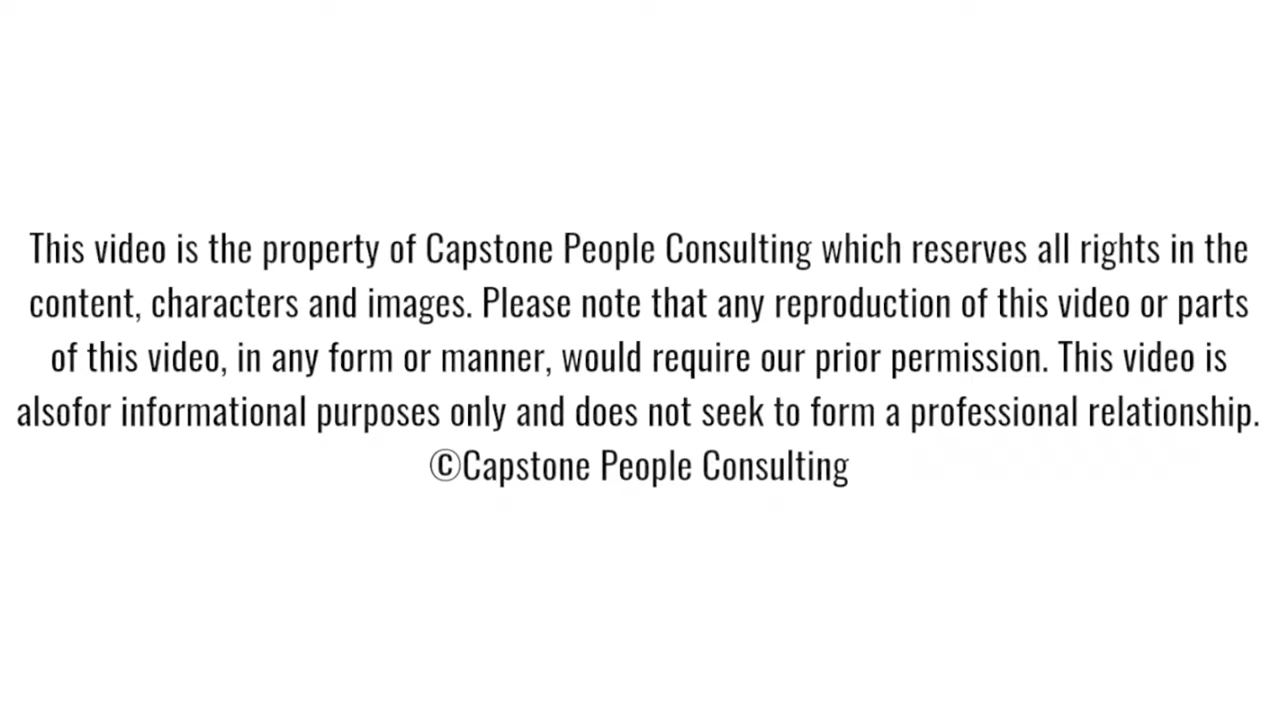 This video is the property of Capstone People Consulting which reserves all rights in the
content, characters and images. Please note that any reproduction of this video or parts
of this video, in any form or manner, would require our prior permission. This video is
alsofor informational purposes only and does not seek to form a professional relationship.
©Capstone People Consulting